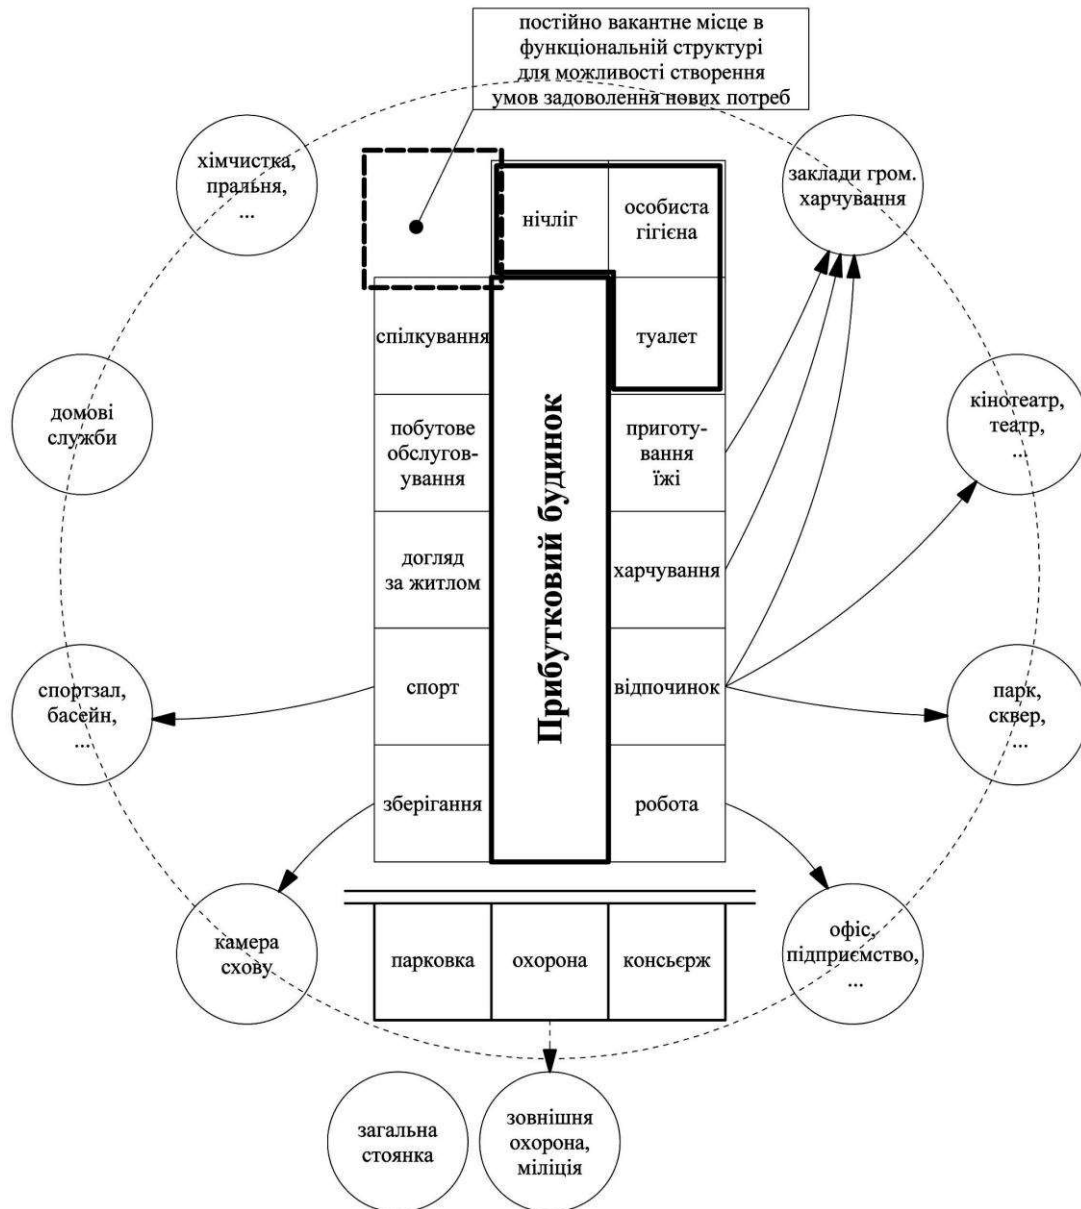 постійно вакантне місце в
функціональній структурі
для можливості створення
умов задоволення нових потреб
хімчистка,
пральня,
...
заклади гром.
харчування
нічліг
особиста
гігієна
спілкування
туалет
домові
служби
кінотеатр,
театр,
...
побутове
обслугов-
ування
приготу-
вання
їжі
Прибутковий будинок
догляд
за житлом
харчування
спортзал,
басейн,
...
спорт
відпочинок
парк,
сквер,
...
зберігання
робота
камера
схову
парковка
охорона
консьєрж
офіс,
підприємство,
...
загальна
стоянка
зовнішня
охорона,
міліція